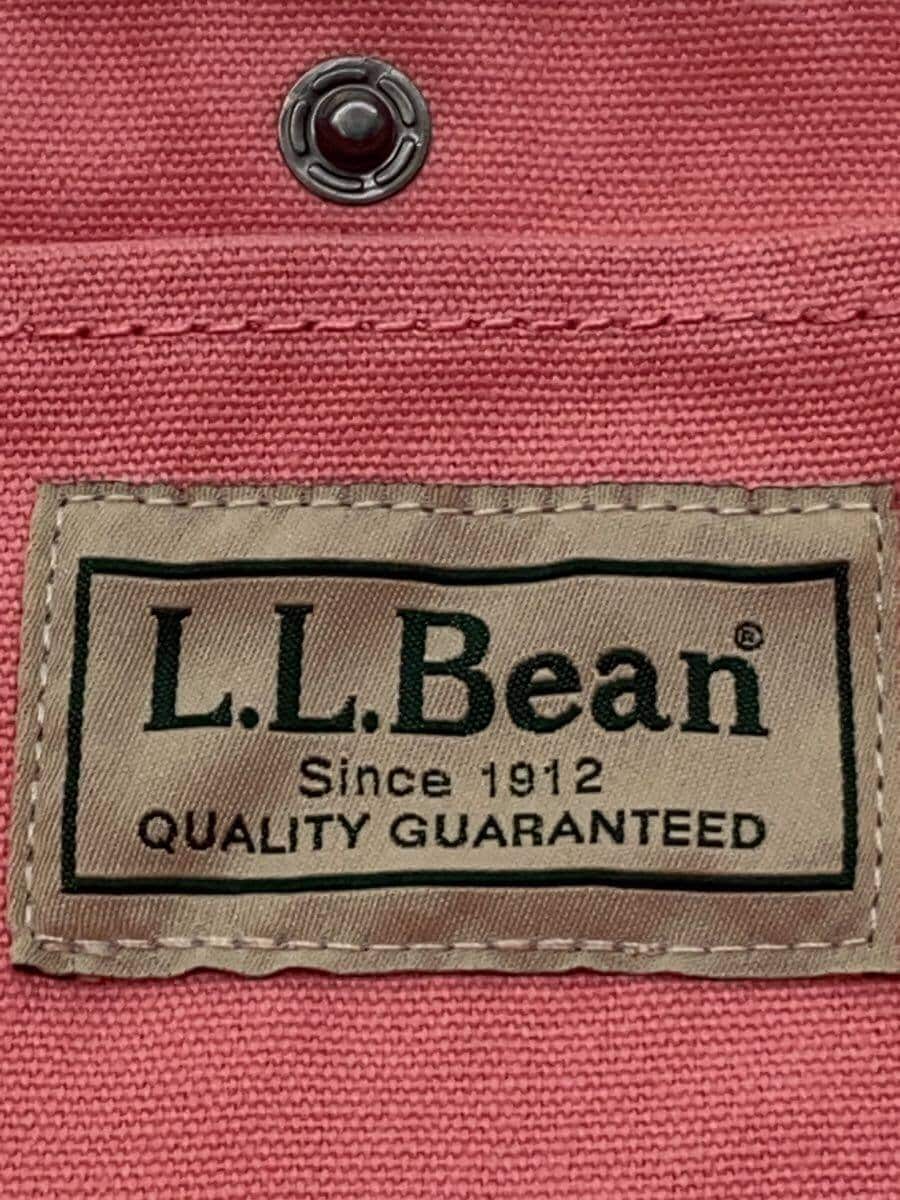 L.L.Bean®
Since 1912
QUALITY GUARANTEED